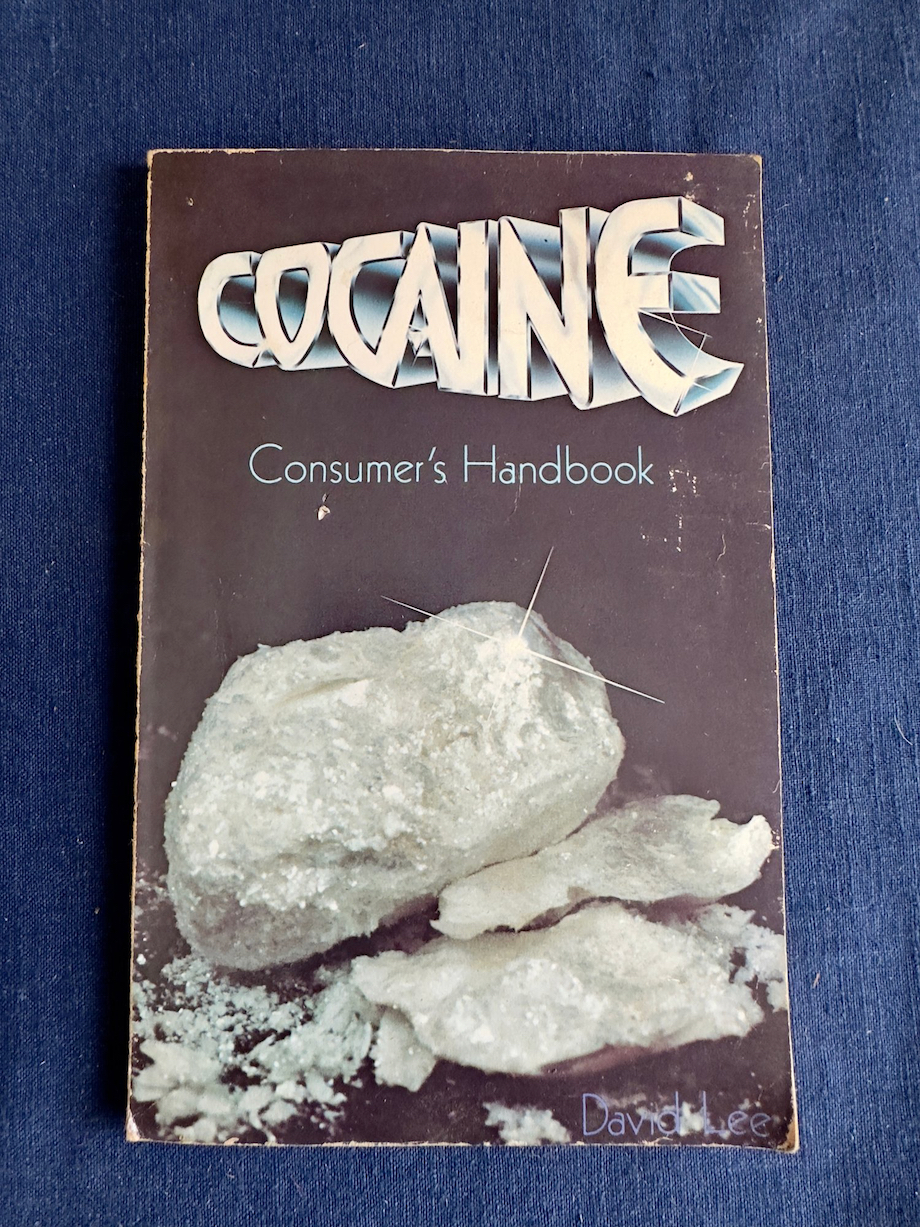 COCAINE
Consumer's Handbook
David Lee